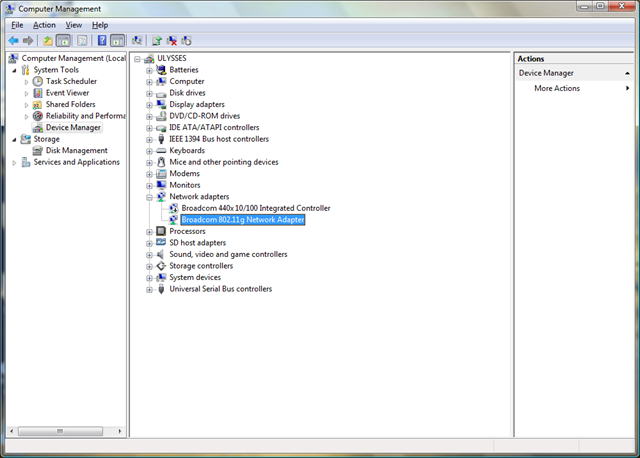 Computer Management
File Action View Help
Computer Management (Local
System Tools
Task Scheduler
Event Viewer
Shared Folders
Reliability and Performa
Device Manager
Storage
Disk Management
Services and Applications
ULYSSES
Batteries
Computer
Disk drives
Display adapters
DVD/CD-ROM drives
IDE ATA/ATAPI controllers
IEEE 1394 Bus host controllers
Keyboards
Mice and other pointing devices
Modems
Monitors
Network adapters
Broadcom 440x 10/100 Integrated Controller
Broadcom 802.11g Network Adapter
Processors
SD host adapters
Sound, video and game controllers
Storage controllers
System devices
Universal Serial Bus controllers
Actions
Device Manager
More Actions